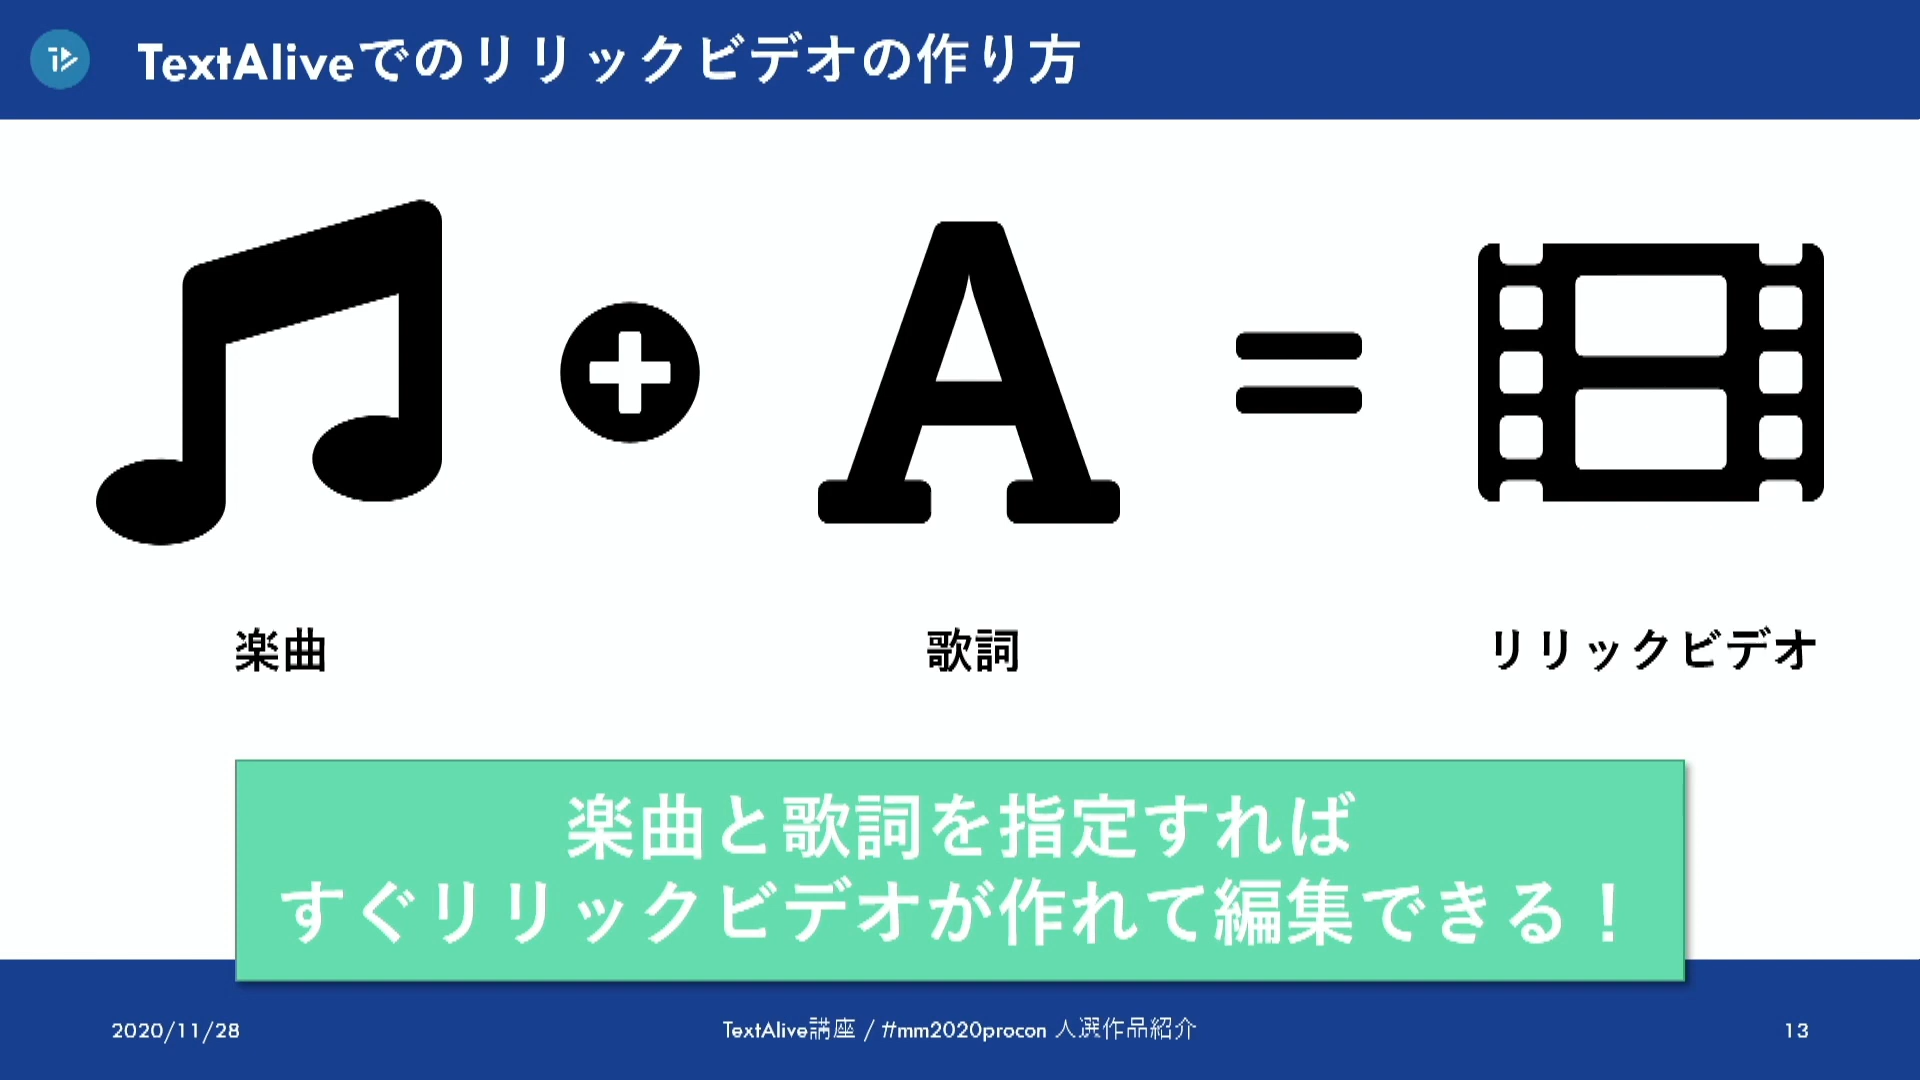 TextAliveでのリリックビデオの作り方
A
楽曲
歌詞
リリックビデオ
楽曲と歌詞を指定すれば
すぐリリックビデオが作れて編集できる！
2020/11/28
TextAlive講座 / #mm2020procon 入選作品紹介
13